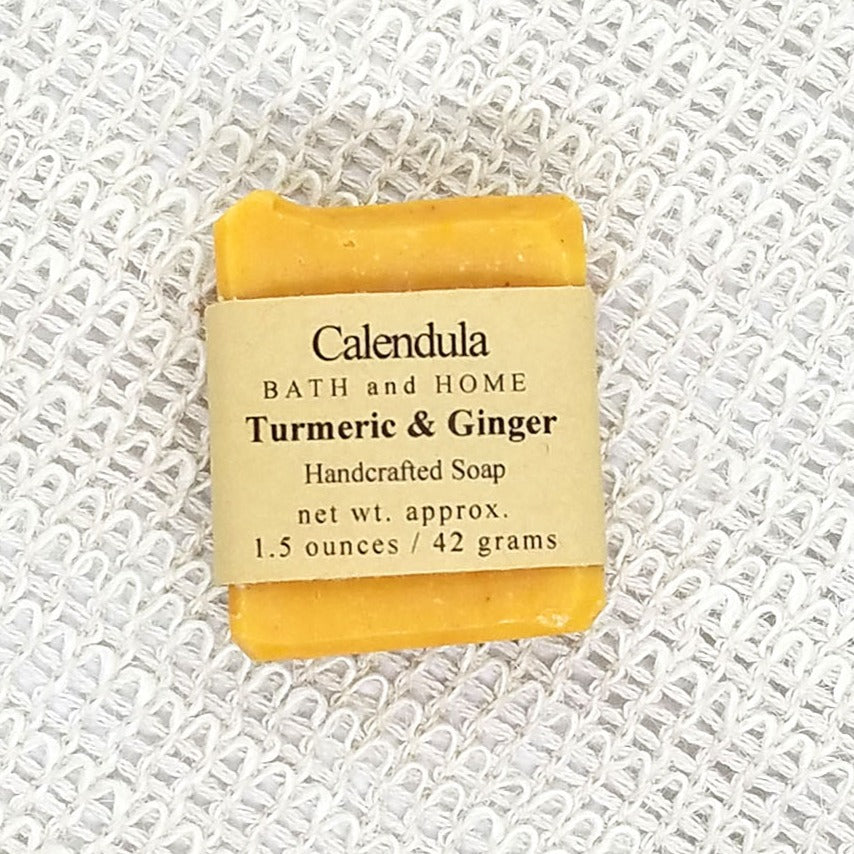 Calendula
BATH and HOME
Turmeric & Ginger
Handcrafted Soap
net wt. approx.
1.5 ounces / 42 grams